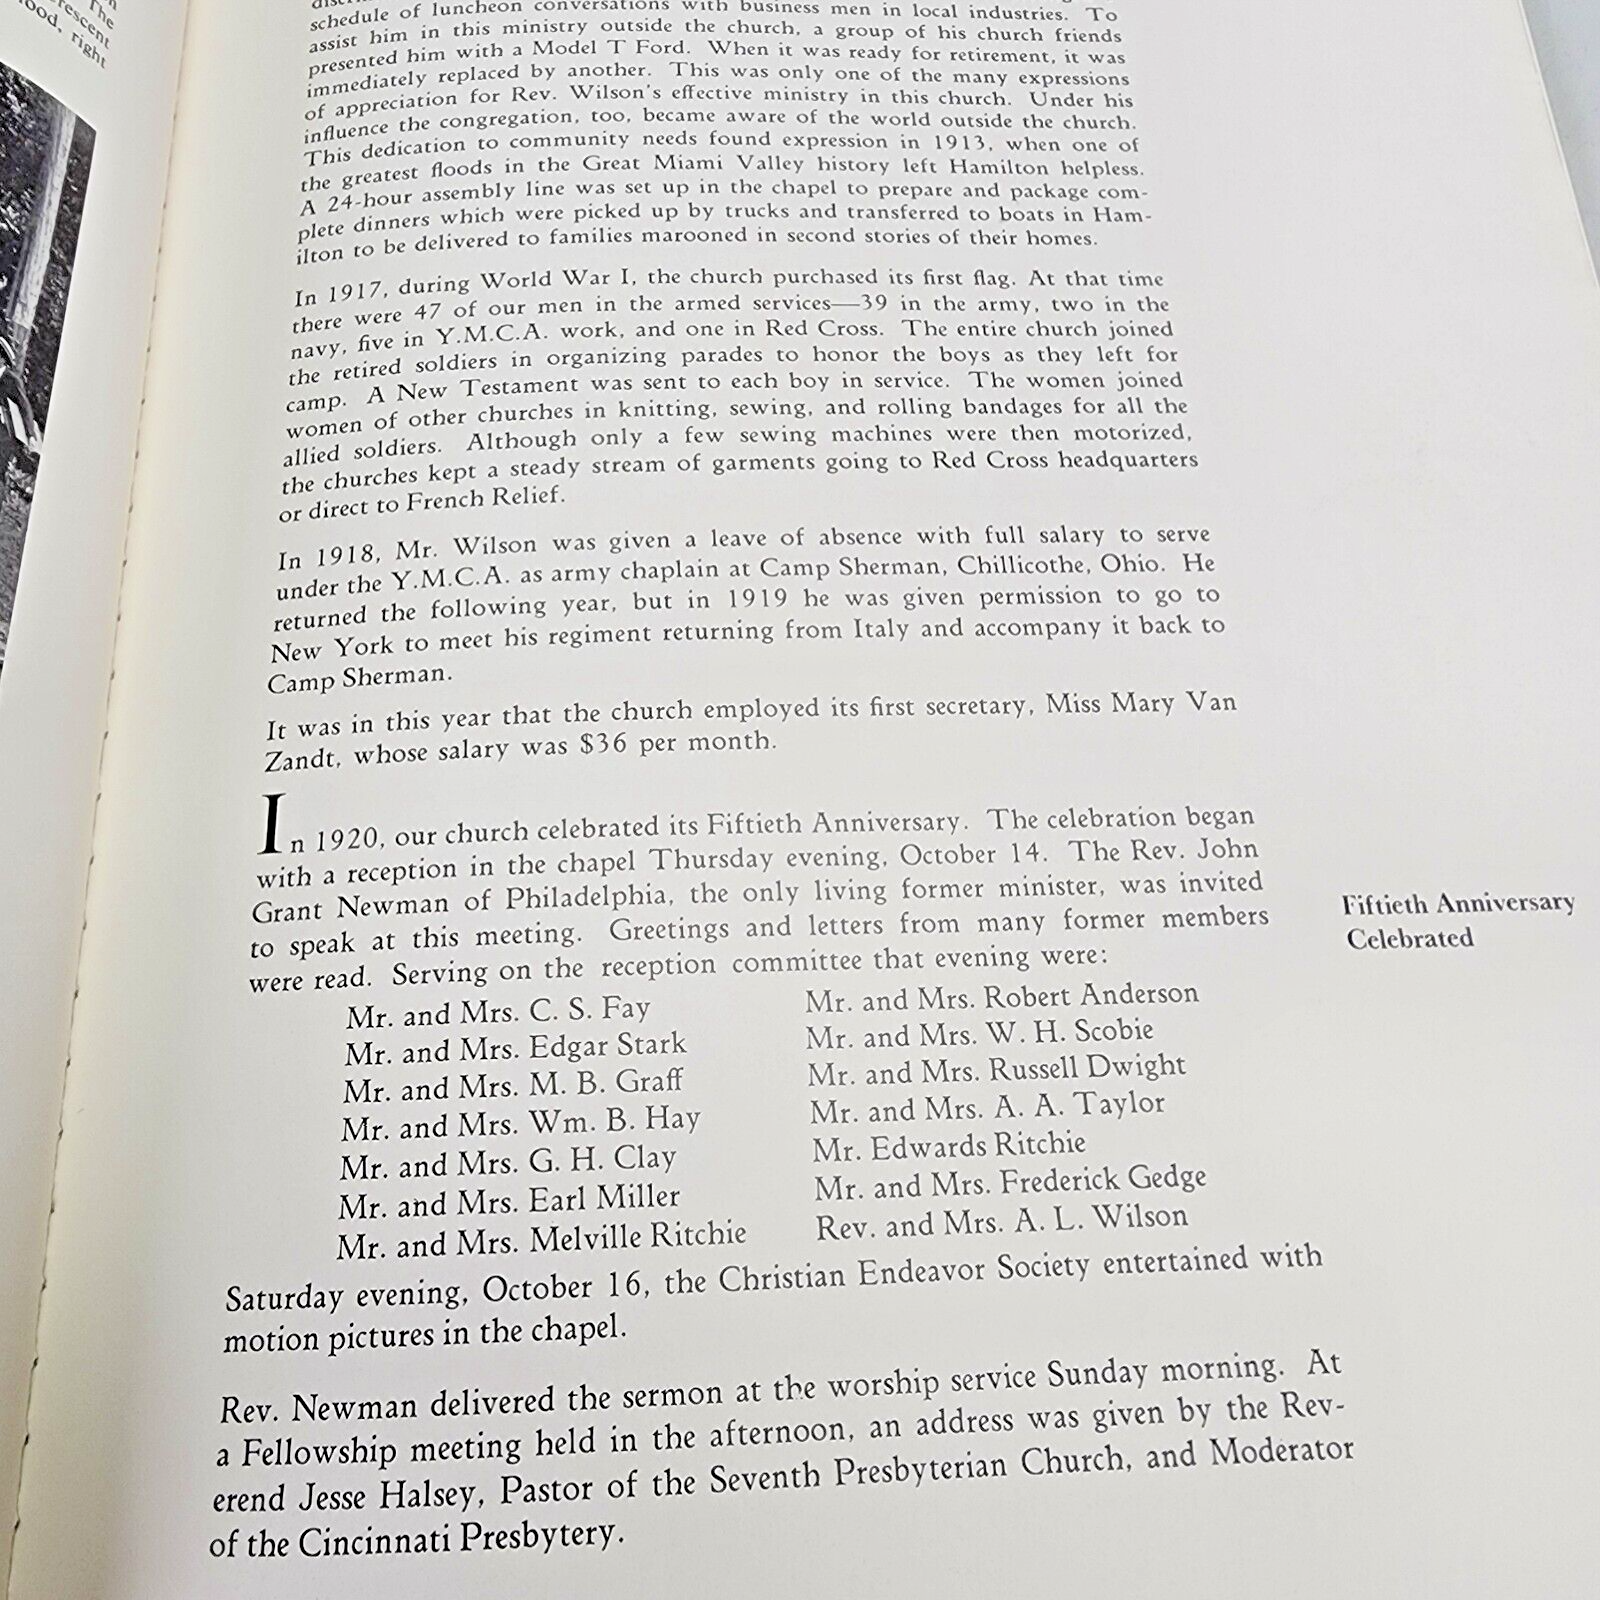 The
rescent
ood, right
schedule of luncheon conversations with business men in local industries. To
assist him in this ministry outside the church, a group of his church friends
presented him with a Model T Ford. When it was ready for retirement, it was
immediately replaced by another. This was only one of the many expressions
of appreciation for Rev. Wilson's effective ministry in this church. Under his
influence the congregation, too, became aware of the world outside the church.
This dedication to community needs found expression in 1913, when one of
the greatest floods in the Great Miami Valley history left Hamilton helpless.
A 24-hour assembly line was set up in the chapel to prepare and package com-
plete dinners which were picked up by trucks and transferred to boats in Ham-
ilton to be delivered to families marooned in second stories of their homes.
In 1917, during World War I, the church purchased its first flag. At that time
there were 47 of our men in the armed services—39 in the army, two in the
navy, five in Y.M.C.A. work, and one in Red Cross. The entire church joined
the retired soldiers in organizing parades to honor the boys as they left for
camp. A New Testament was sent to each boy in service. The women joined
women of other churches in knitting, sewing, and rolling bandages for all the
allied soldiers. Although only a few sewing machines were then motorized,
the churches kept a steady stream of garments going to Red Cross headquarters
or direct to French Relief.
In 1918, Mr. Wilson was given a leave of absence with full salary to serve
under the Y.M.C.A. as army chaplain at Camp Sherman, Chillicothe, Ohio. He
returned the following year, but in 1919 he was given permission to go to
New York to meet his regiment returning from Italy and accompany it back to
Camp Sherman.
It was in this year that the church employed its first secretary, Miss Mary Van
Zandt, whose salary was $36 per month.
In 1920, our church celebrated its Fiftieth Anniversary. The celebration began
with a reception in the chapel Thursday evening, October 14. The Rev. John
Grant Newman of Philadelphia, the only living former minister, was invited
to speak at this meeting. Greetings and letters from many former members
were read. Serving on the reception committee that evening were:
Fiftieth Anniversary
Celebrated
Mr. and Mrs. C. S. Fay
Mr. and Mrs. Edgar Stark
Mr. and Mrs. M. B. Graff
Mr. and Mrs. Wm. B. Hay
Mr. and Mrs. G. H. Clay
Mr. and Mrs. Earl Miller
Mr. and Mrs. Melville Ritchie
Mr. and Mrs. Robert Anderson
Mr. and Mrs. W. H. Scobie
Mr. and Mrs. Russell Dwight
Mr. and Mrs. A. A. Taylor
Mr. Edwards Ritchie
Mr. and Mrs. Frederick Gedge
Rev. and Mrs. A. L. Wilson
Saturday evening, October 16, the Christian Endeavor Society entertained with
motion pictures in the chapel.
Rev. Newman delivered the sermon at the worship service Sunday morning. At
a Fellowship meeting held in the afternoon, an address was given by the Rev-
erend Jesse Halsey, Pastor of the Seventh Presbyterian Church, and Moderator
of the Cincinnati Presbytery.